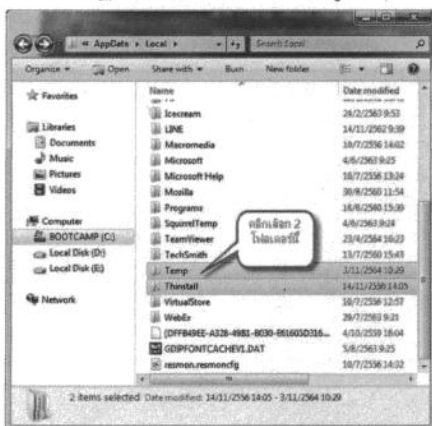 « AppData ▸ Local ▸
Search Local
Organize Open Share with Burn New folder
Favorites
Libraries
Documents
Music
Pictures
Videos
Computer
BOOTCAMP (C:)
Local Disk (D:)
Local Disk (E:)
Network
Name Date modified
Icecream 24/2/2563 9:53
LINE 14/11/2562 9:39
Macromedia 10/7/2556 14:02
Microsoft 4/6/2563 9:25
Microsoft Help 10/7/2556 13:24
Mozilla 30/8/2560 11:54
Programs 16/8/2560 15:39
SquirrelTemp 4/6/2563 9:24
TeamViewer 23/4/2564 16:23
TechSmith 13/7/2560 15:43
Temp 3/11/2564 10:29
Thinstall 14/11/2556 14:05
VirtualStore 10/7/2556 12:57
WebEx 29/7/2563 9:21
4/10/2559 16:04
GDIPFONTCACHEV1.DAT 5/8/2563 9:25
resmon.resmoncfg 10/7/2556 14:32
คลิกเลือก 2
โฟลเดอร์นี้
2 items selected Date modified: 14/11/2556 14:05 - 3/11/2564 10:29